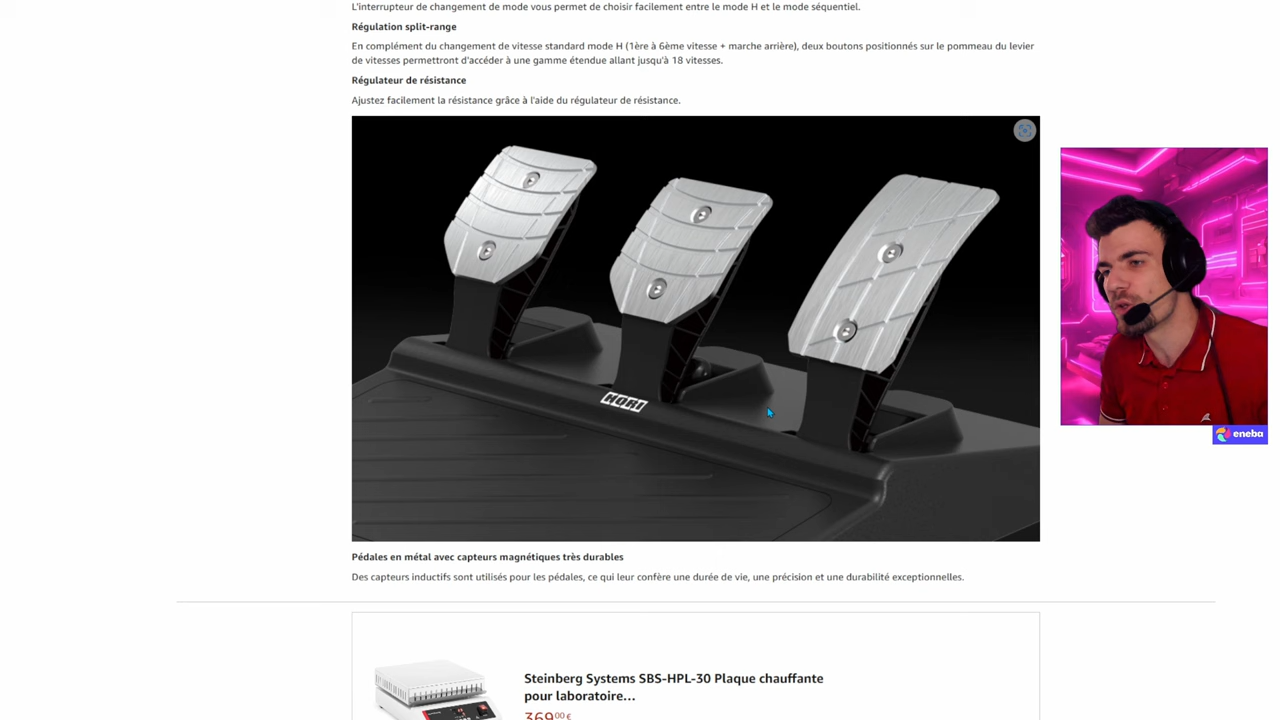 L'interrupteur de changement de mode vous permet de choisir facilement entre le mode H et le mode séquentiel.
Régulation split-range
En complément du changement de vitesse standard mode H (1ère à 6ème vitesse + marche arrière), deux boutons positionnés sur le pommeau du levier
de vitesses permettront d'accéder à une gamme étendue allant jusqu'à 18 vitesses.
Régulateur de résistance
Ajustez facilement la résistance grâce à l'aide du régulateur de résistance.
HORI
eneba
Pédales en métal avec capteurs magnétiques très durables
Des capteurs inductifs sont utilisés pour les pédales, ce qui leur confère une durée de vie, une précision et une durabilité exceptionnelles.
Steinberg Systems SBS-HPL-30 Plaque chauffante
pour laboratoire…
369,00 €